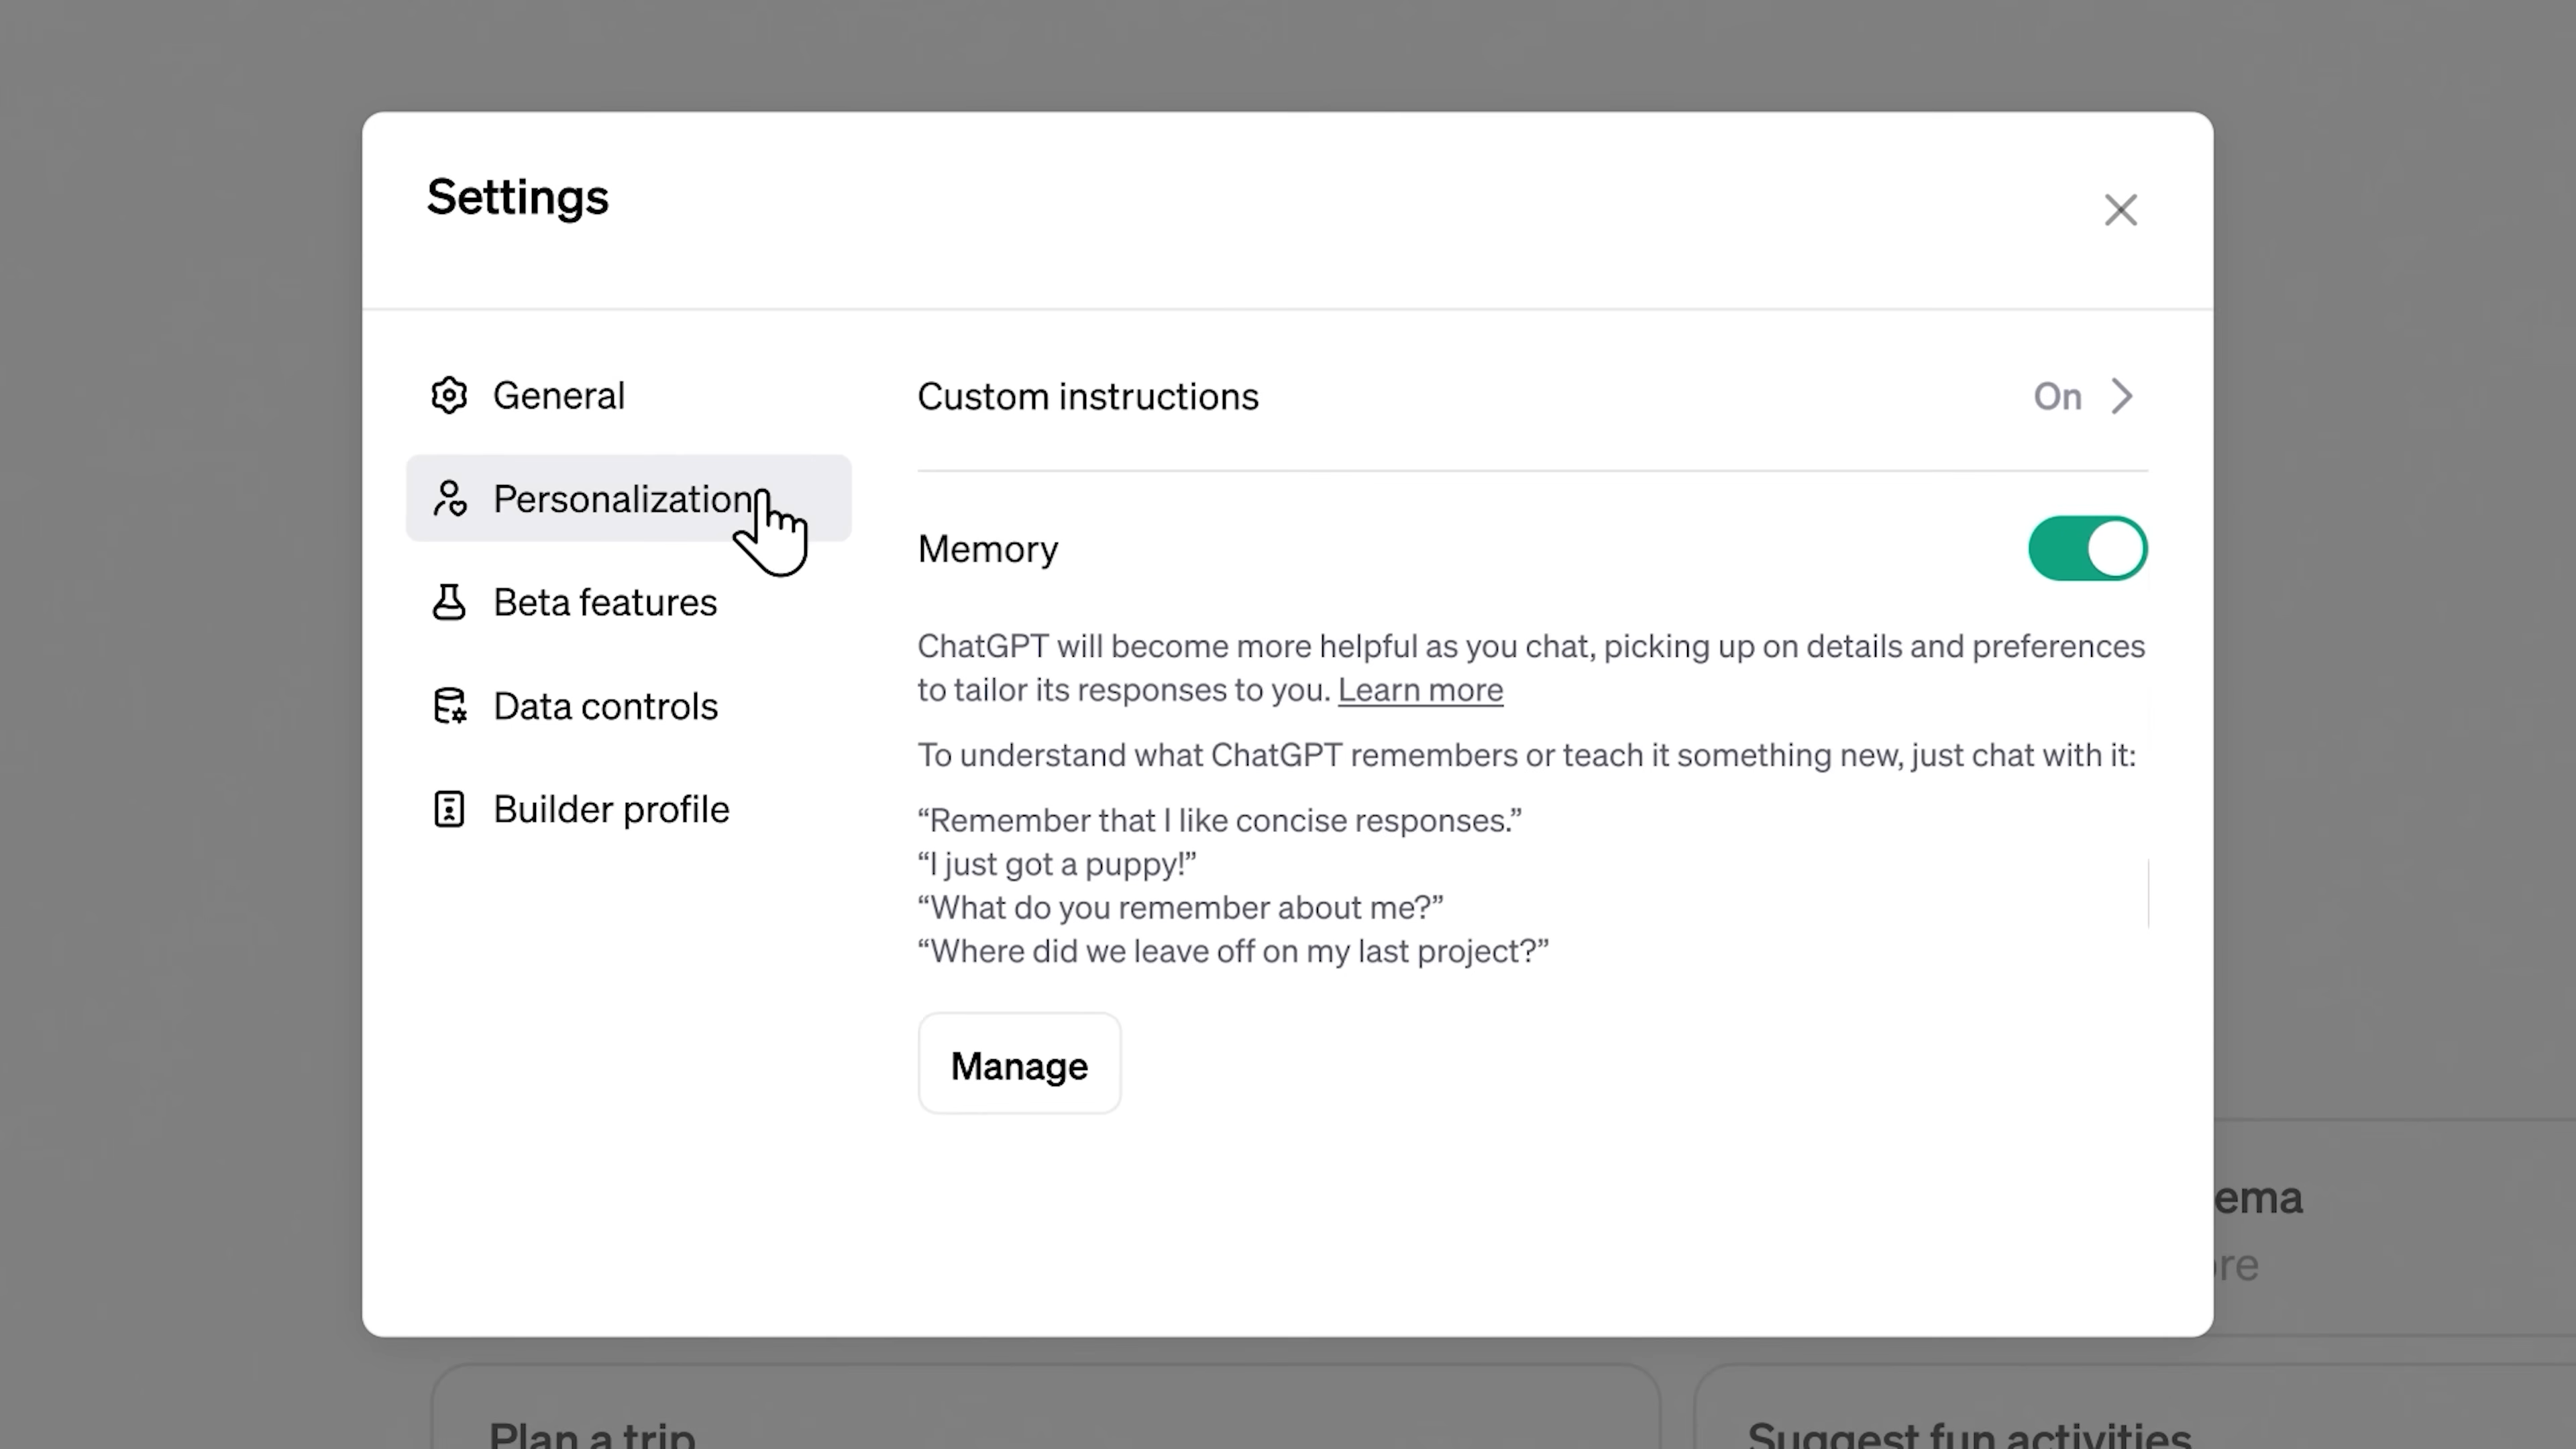 Settings
General
Personalization
Beta features
Data controls
Builder profile
Custom instructions
On
Memory
ChatGPT will become more helpful as you chat, picking up on details and preferences
to tailor its responses to you. Learn more
To understand what ChatGPT remembers or teach it something new, just chat with it:
“Remember that I like concise responses.”
“I just got a puppy!”
“What do you remember about me?”
“Where did we leave off on my last project?”
Manage
ema
re
Plan a trip
Suggest fun activities